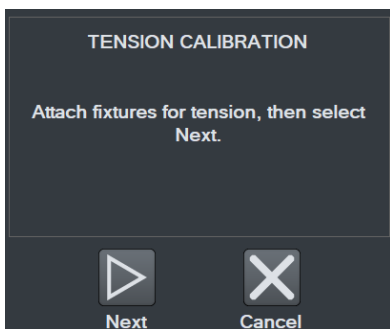 TENSION CALIBRATION
Attach fixtures for tension, then select
Next.
Next
Cancel